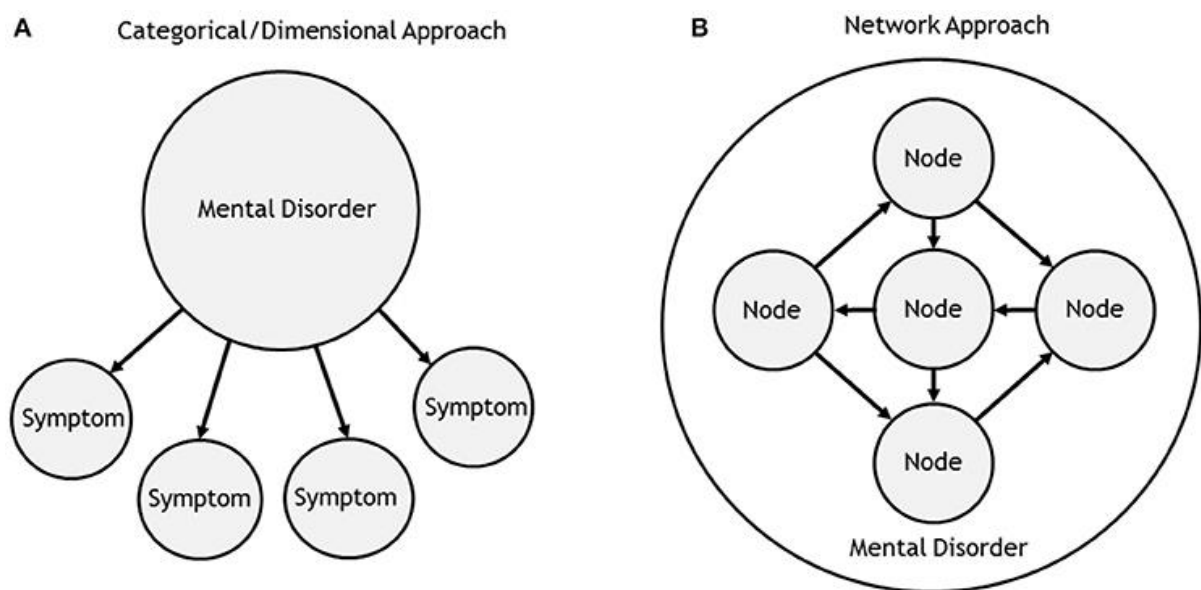 A
Categorical/Dimensional Approach
Mental Disorder
Symptom
Symptom
Symptom
Symptom
B
Network Approach
Node
Node
Node
Node
Node
Mental Disorder